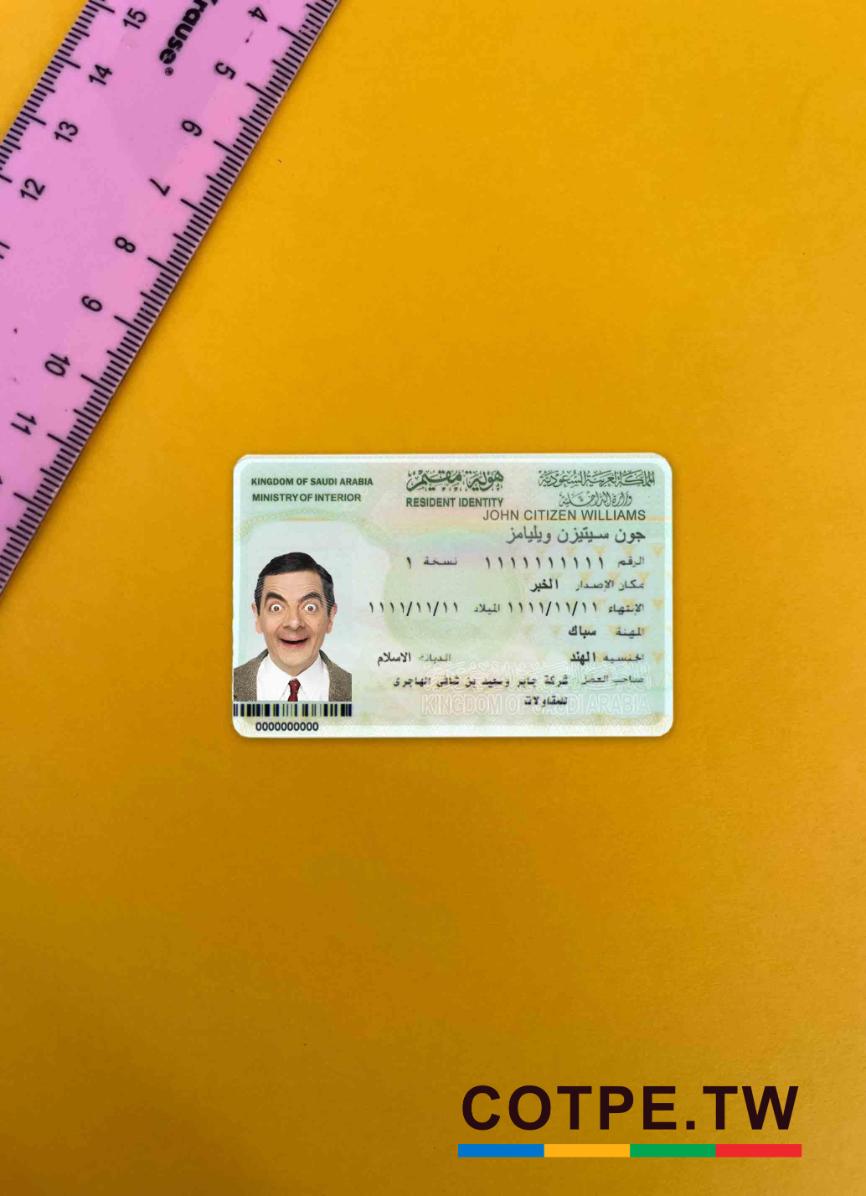 15
14
13
12
11
10
9
8
7
6
5
4
KINGDOM OF SAUDI ARABIA
MINISTRY OF INTERIOR
هوية مقيم
RESIDENT IDENTITY
المملكة العربية السعودية
وزارة الداخلية
JOHN CITIZEN WILLIAMS
جون سيتيزن ويليامز
الرقم ١١١١١١١١١١ نسخة ١
مكان الإصدار الخبر
الإنتهاء ١١١١/١١/١١ الميلاد ١١١١/١١/١١
المهنة سباك
الجنسية الهند الديانة الاسلام
صاحب العمل شركة جابر وسعيد بن شافي الهاجري
للمقاولات
KINGDOM OF SAUDI ARABIA
0000000000
COTPE.TW